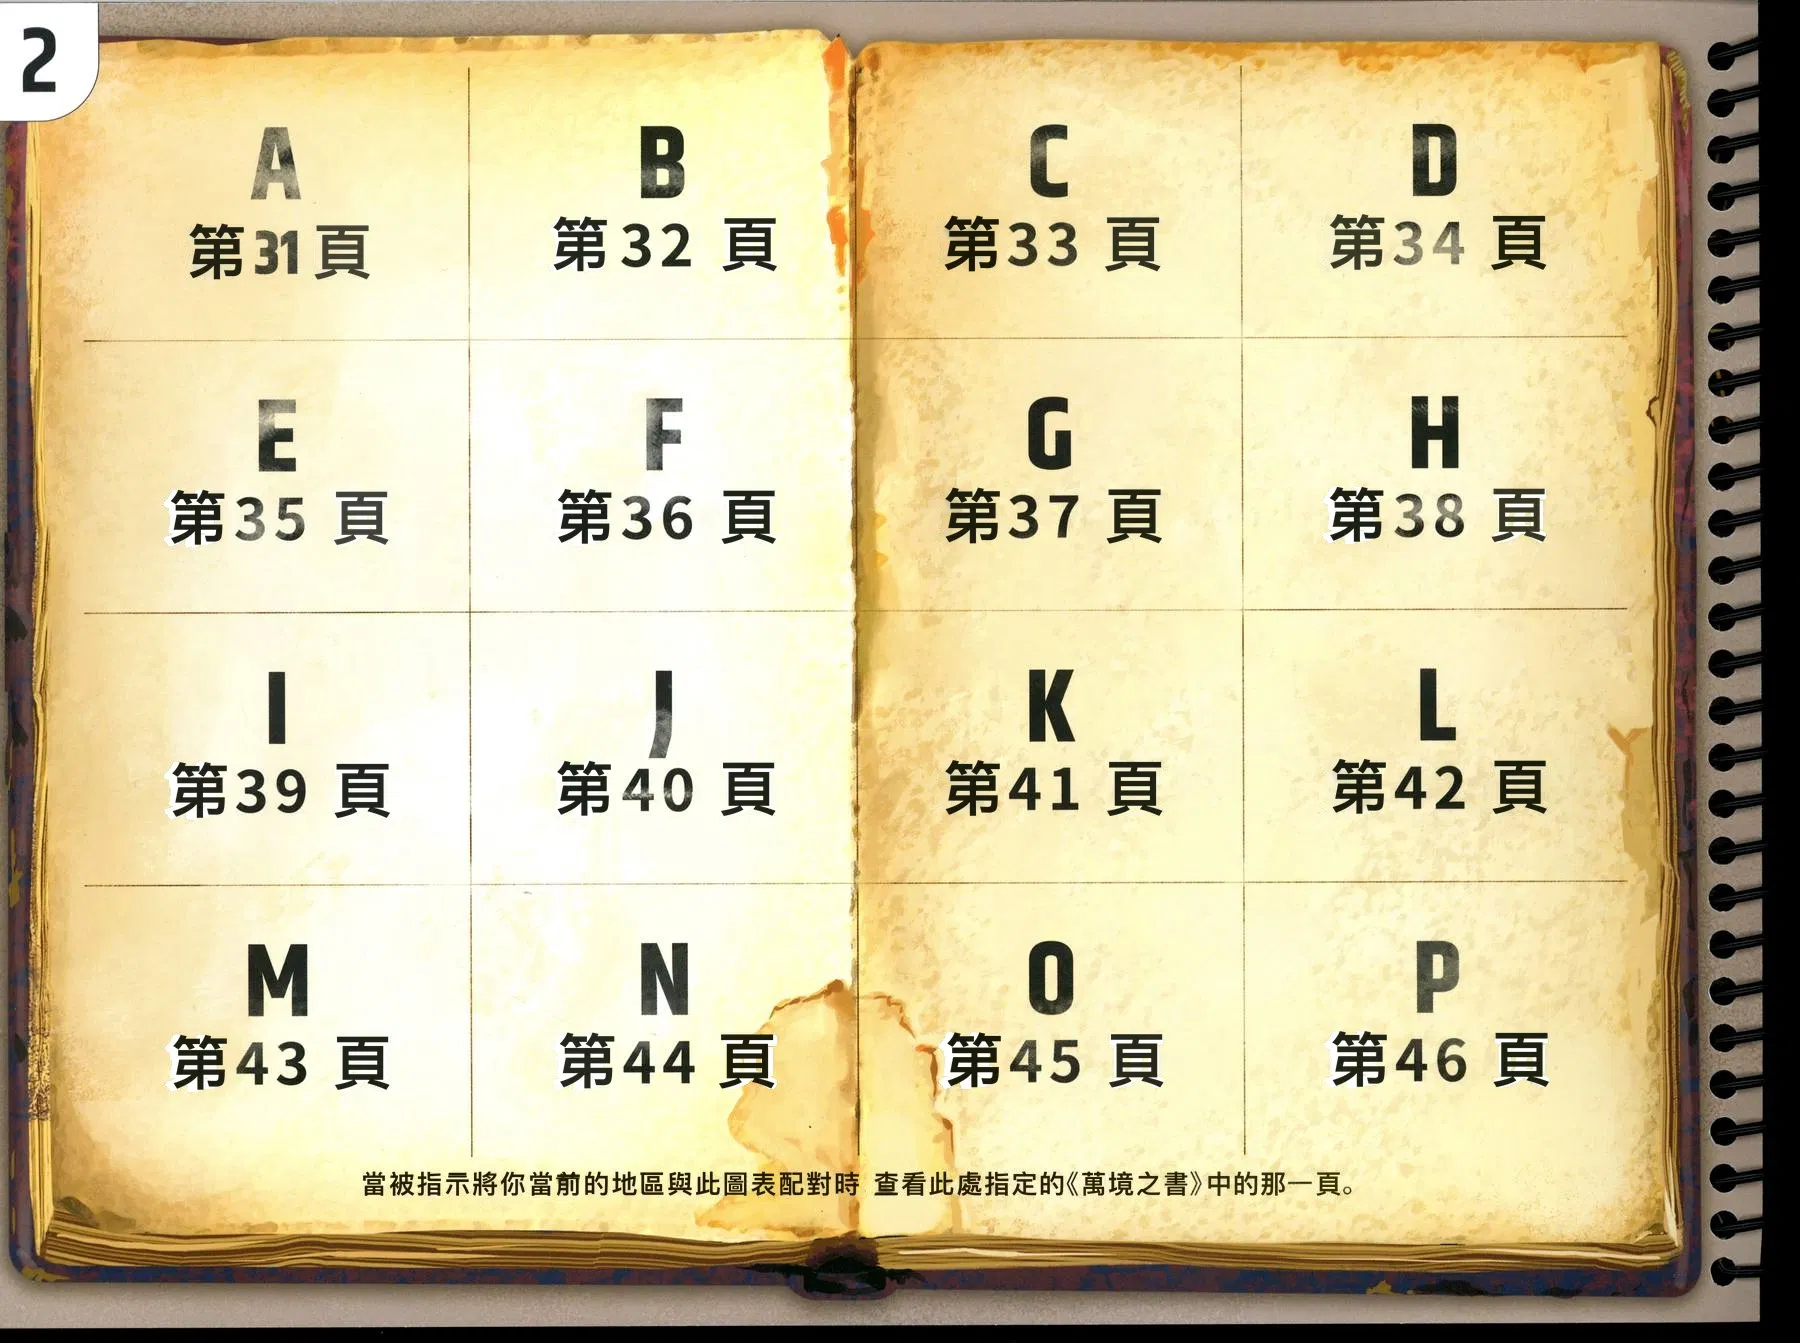 2
A
第31頁
B
第32 頁
C
第33 頁
D
第34 頁
E
第35 頁
F
第36 頁
G
第37 頁
H
第38 頁
I
第39 頁
J
第40 頁
K
第41 頁
L
第42 頁
M
第43 頁
N
第44 頁
O
第45 頁
P
第46 頁
當被指示將你當前的地區與此圖表配對時 查看此處指定的《萬境之書》中的那一頁。